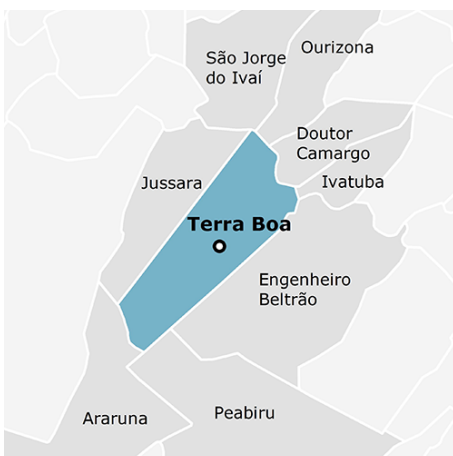 Ourizona
São Jorge
do Ivaí
Doutor
Camargo
Jussara
Ivatuba
Terra Boa
Engenheiro
Beltrão
Araruna
Peabiru